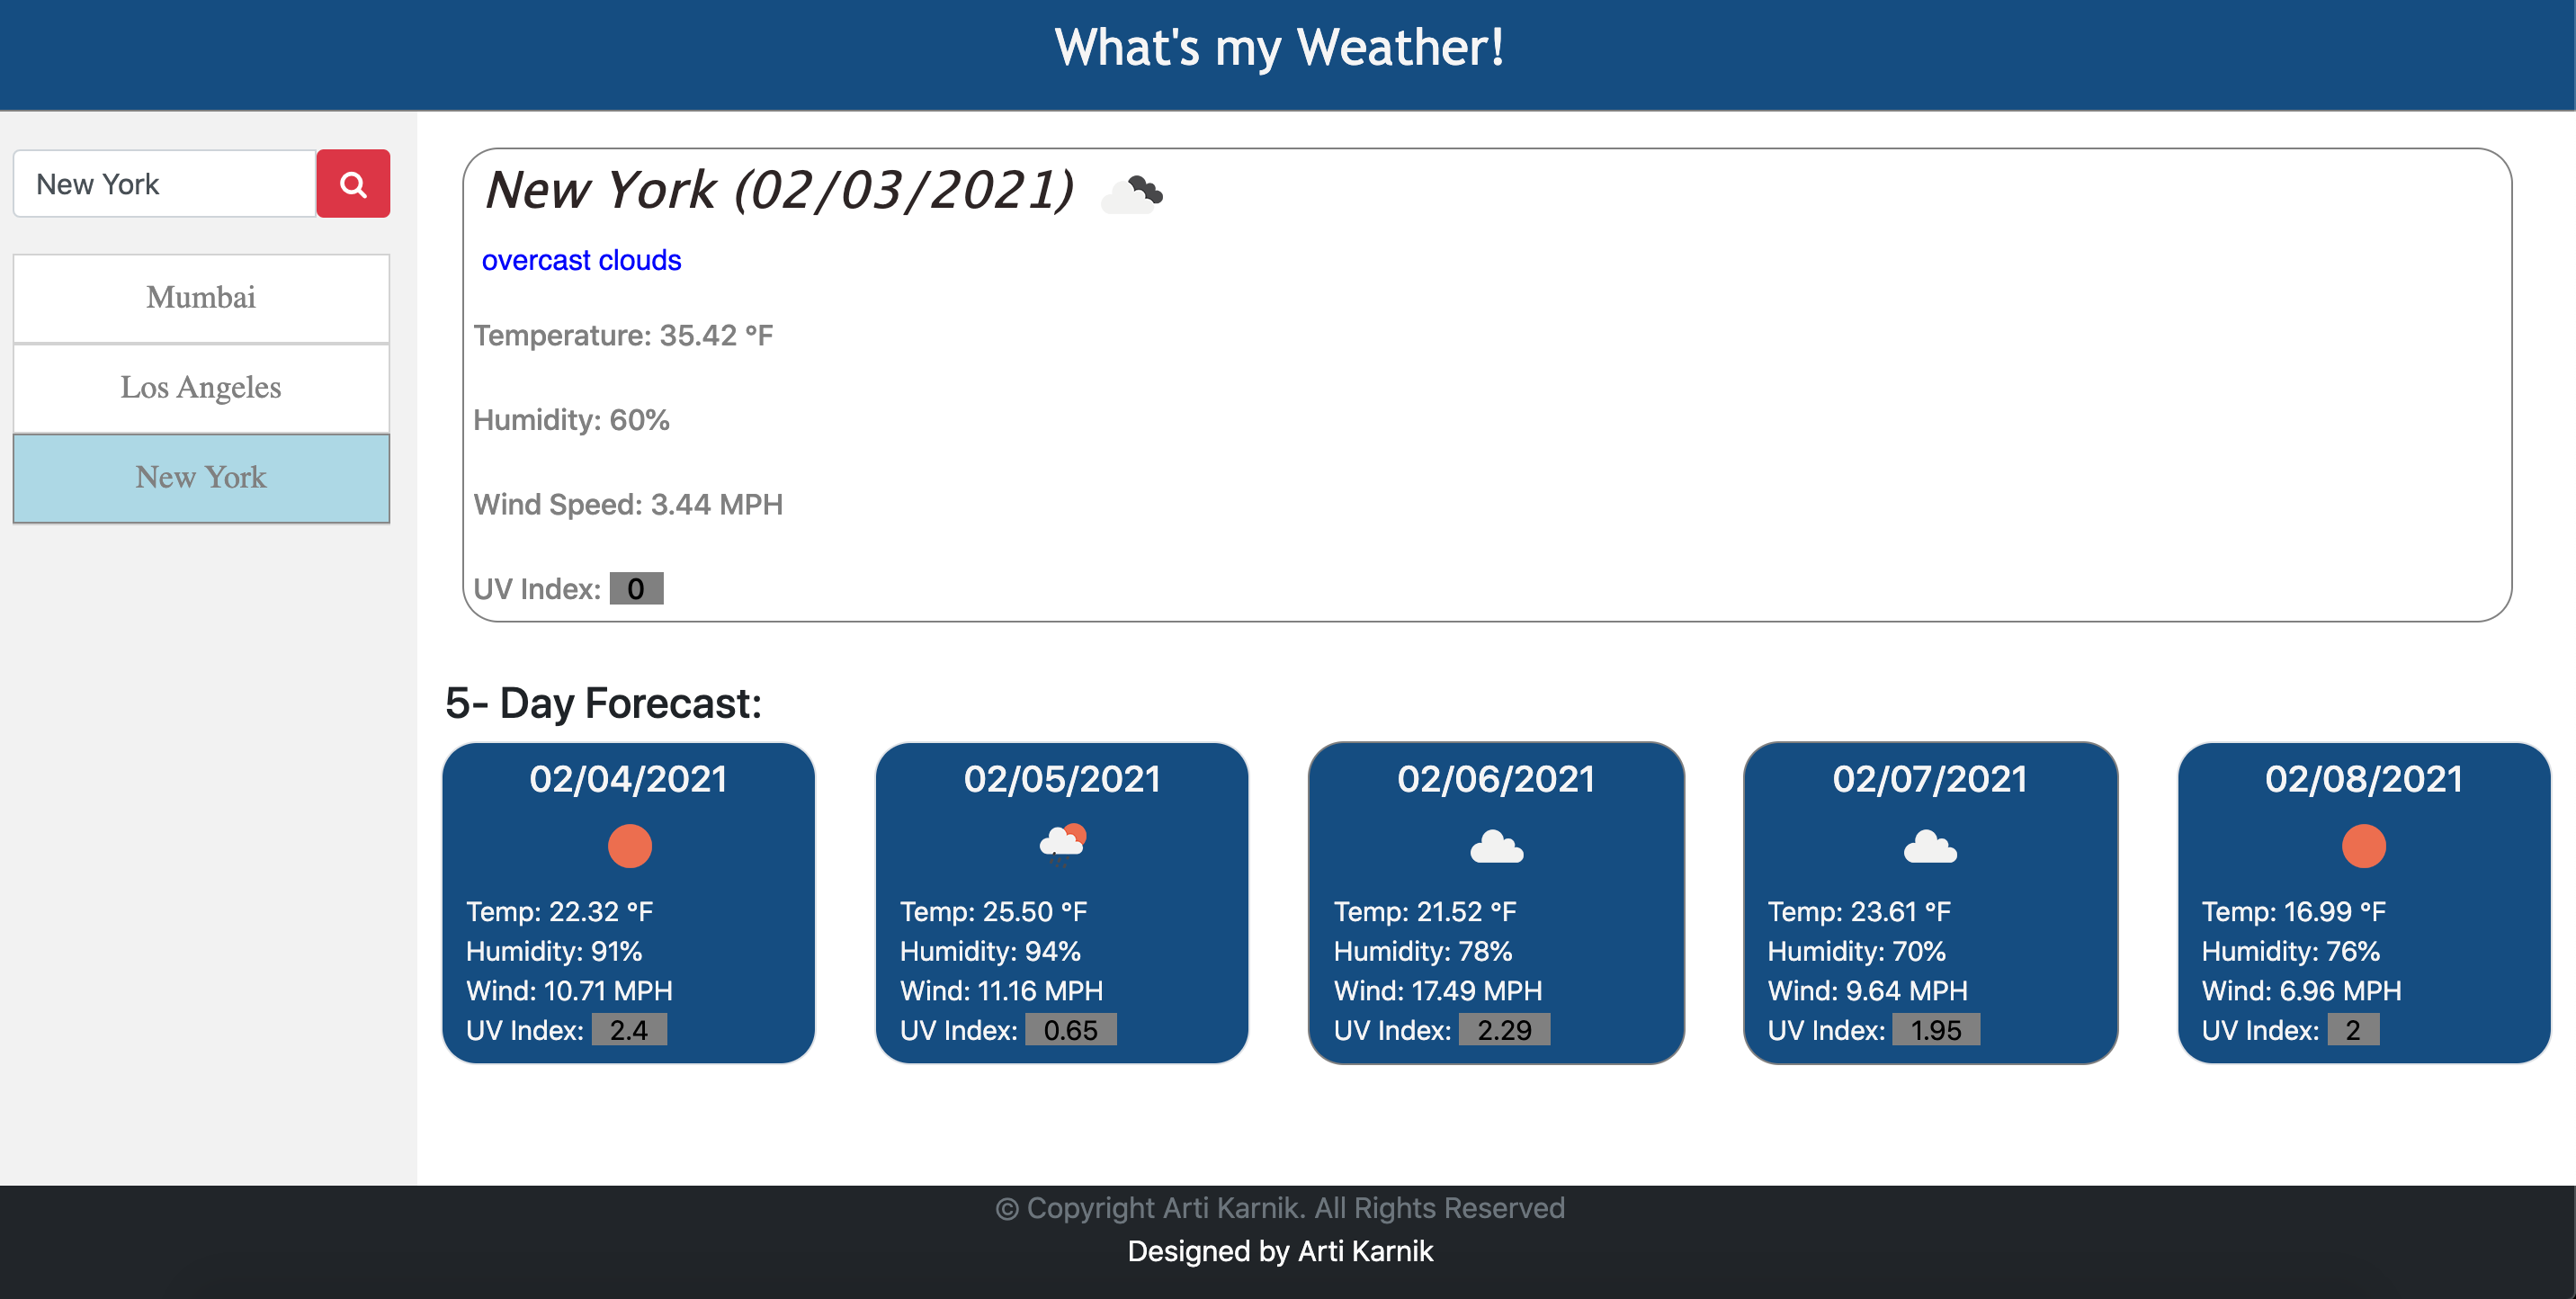 What's my Weather!
New York
Mumbai
Los Angeles
New York
New York (02/03/2021)
overcast clouds
Temperature: 35.42 °F
Humidity: 60%
Wind Speed: 3.44 MPH
UV Index: 0
5- Day Forecast:
02/04/2021
Temp: 22.32 °F
Humidity: 91%
Wind: 10.71 MPH
UV Index: 2.4
02/05/2021
Temp: 25.50 °F
Humidity: 94%
Wind: 11.16 MPH
UV Index: 0.65
02/06/2021
Temp: 21.52 °F
Humidity: 78%
Wind: 17.49 MPH
UV Index: 2.29
02/07/2021
Temp: 23.61 °F
Humidity: 70%
Wind: 9.64 MPH
UV Index: 1.95
02/08/2021
Temp: 16.99 °F
Humidity: 76%
Wind: 6.96 MPH
UV Index: 2
© Copyright Arti Karnik. All Rights Reserved
Designed by Arti Karnik